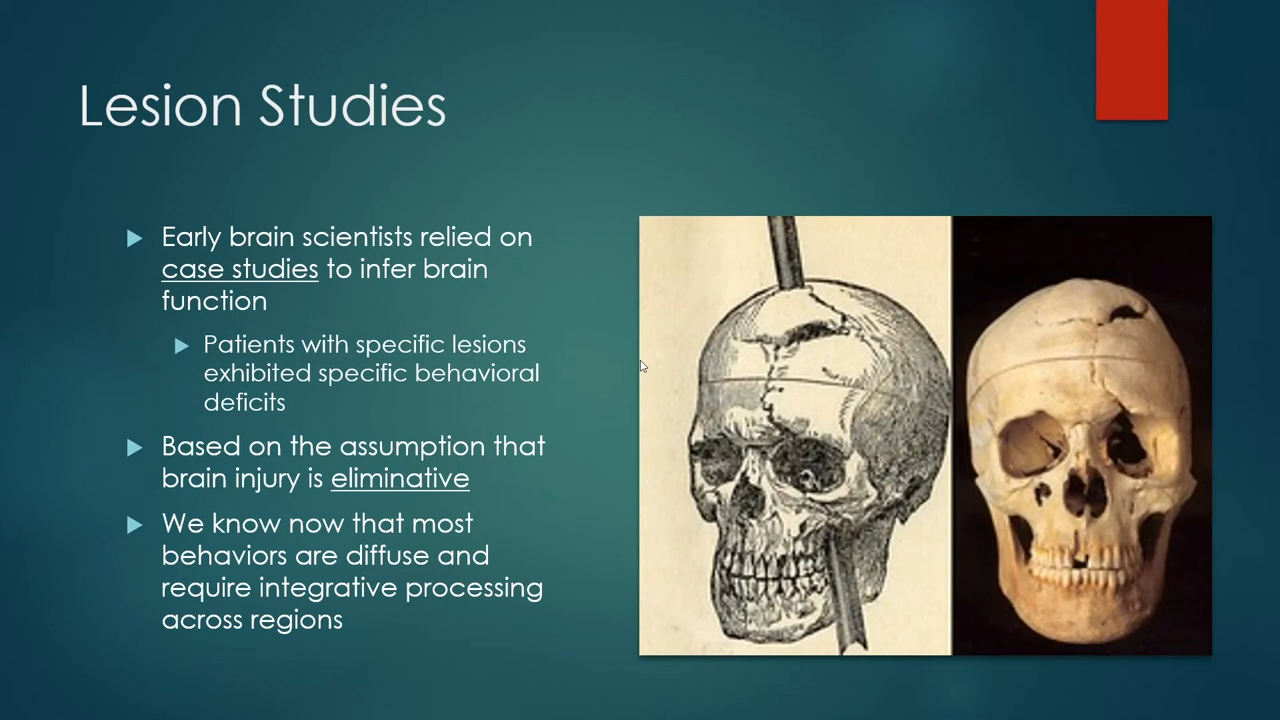 Lesion Studies
Early brain scientists relied on
case studies to infer brain
function
Patients with specific lesions
exhibited specific behavioral
deficits
Based on the assumption that
brain injury is eliminative
We know now that most
behaviors are diffuse and
require integrative processing
across regions